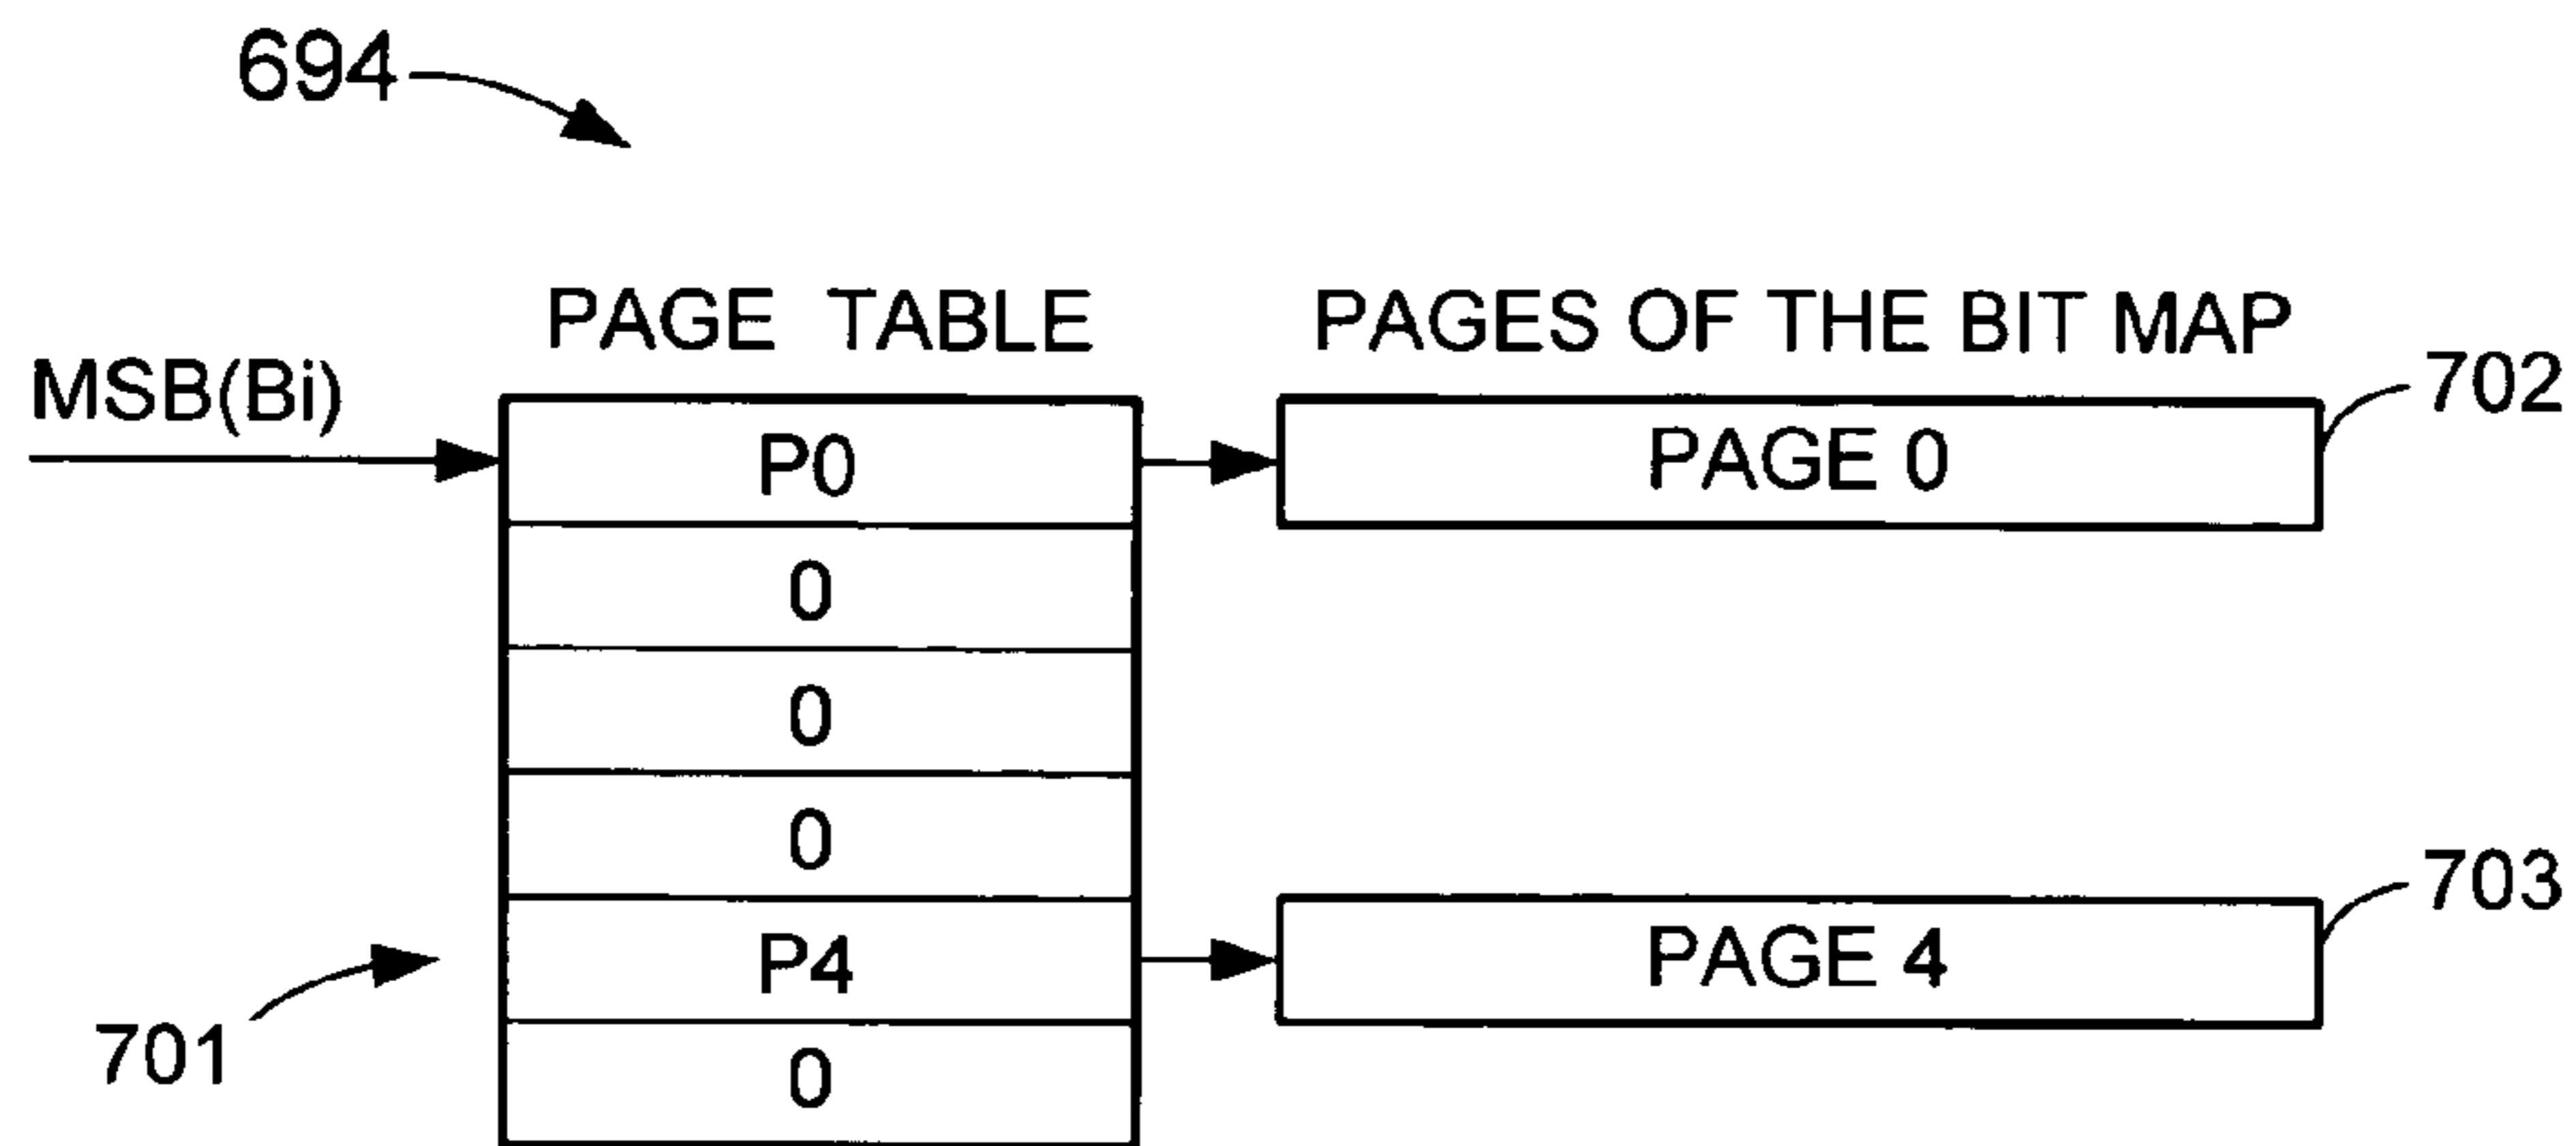 694
PAGE TABLE
PAGES OF THE BIT MAP
MSB(Bi)
702
P0
PAGE 0
0
0
0
703
P4
PAGE 4
701
0